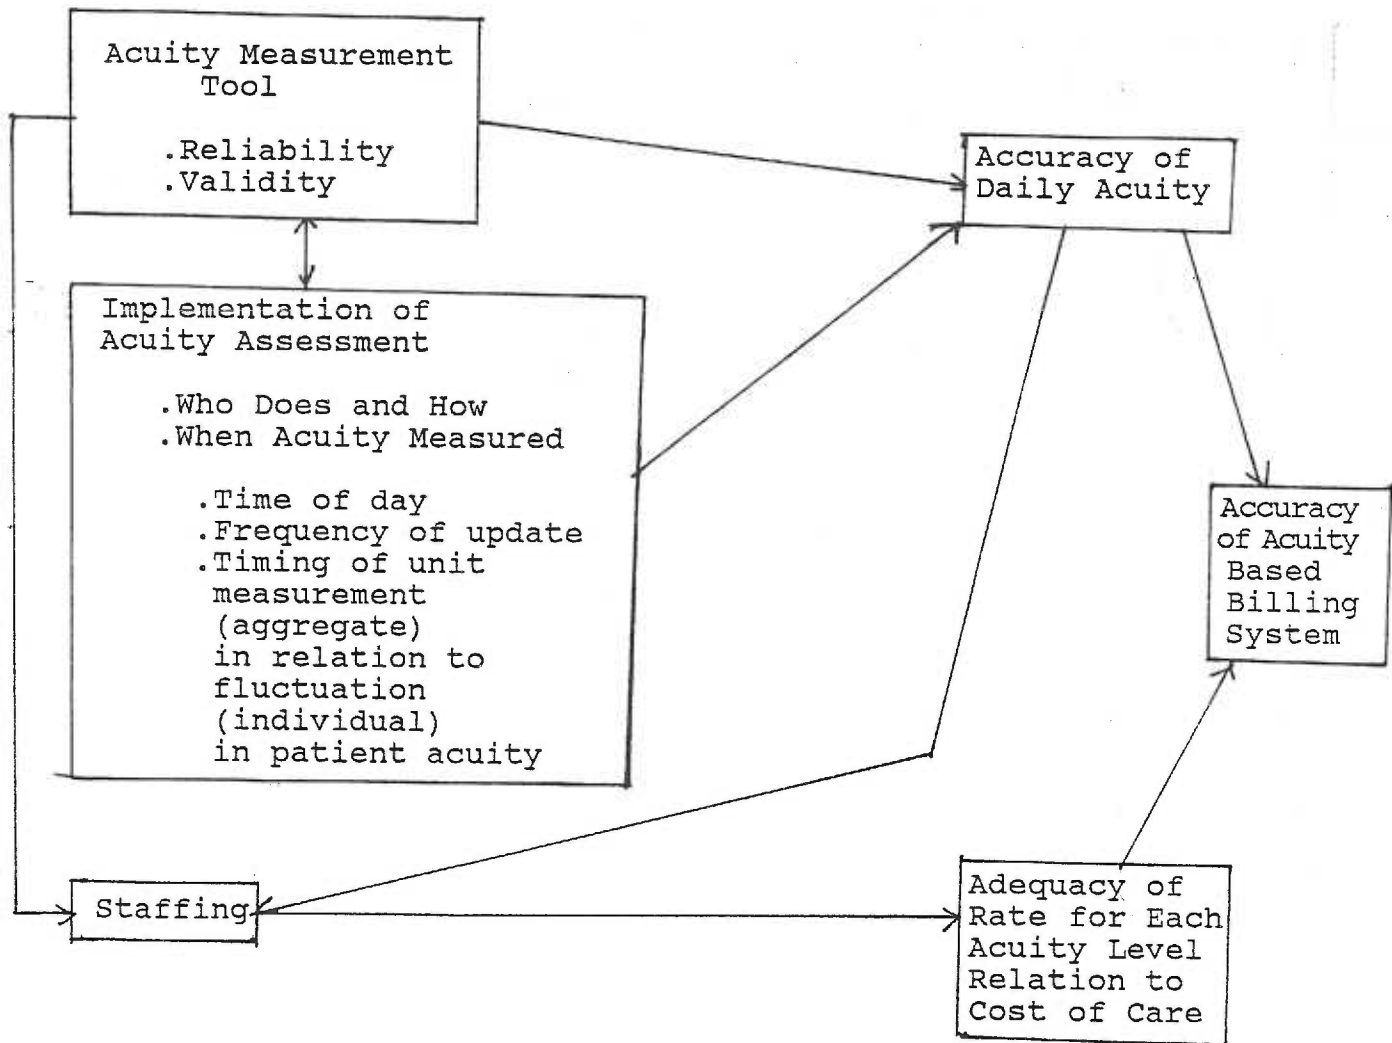 Acuity Measurement
Tool
.Reliability
.Validity
Implementation of
Acuity Assessment
.Who Does and How
.When Acuity Measured
.Time of day
.Frequency of update
.Timing of unit
measurement
(aggregate)
in relation to
fluctuation
(individual)
in patient acuity
Staffing
Accuracy of
Daily Acuity
Accuracy
of Acuity
Based
Billing
System
Adequacy of
Rate for Each
Acuity Level
Relation to
Cost of Care